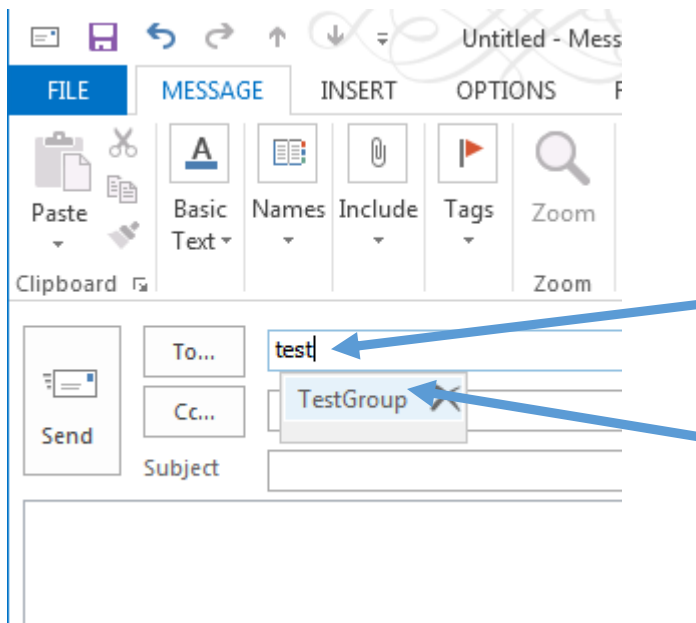 Untitled - Mess
FILE MESSAGE INSERT OPTIONS F
Paste Basic Text Names Include Tags Zoom
Clipboard Zoom
To... test
TestGroup
Cc...
Send
Subject